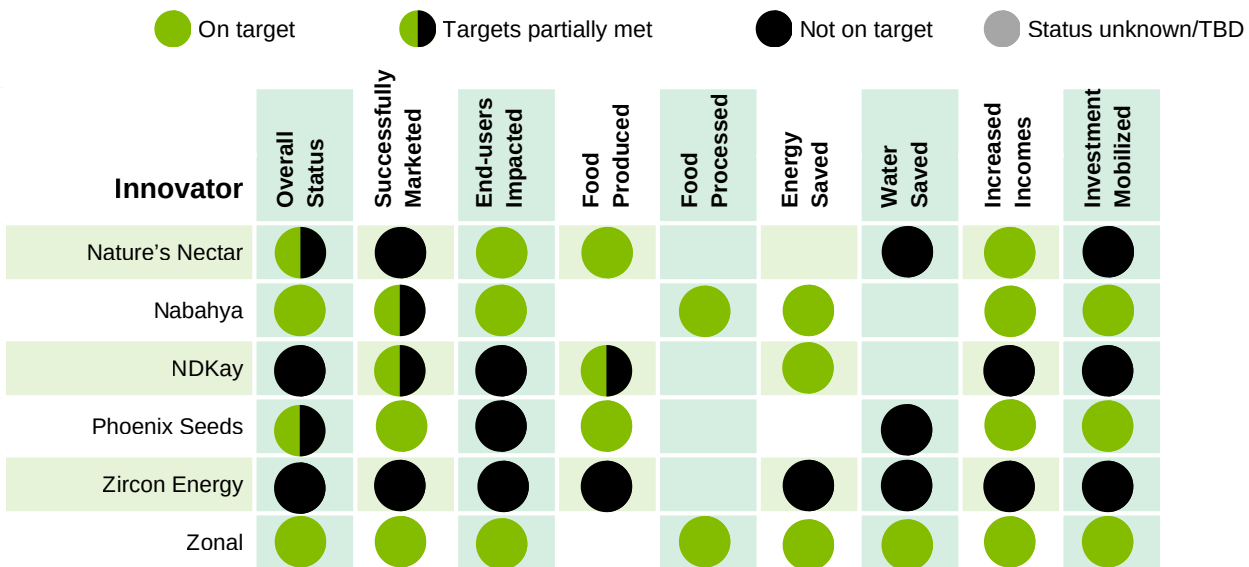 On target
Targets partially met
Not on target
Status unknown/TBD
Innovator
Overall
Status
Successfully
Marketed
End-users
Impacted
Food
Produced
Food
Processed
Energy
Saved
Water
Saved
Increased
Incomes
Investment
Mobilized
Nature’s Nectar
Nabahya
NDKay
Phoenix Seeds
Zircon Energy
Zonal